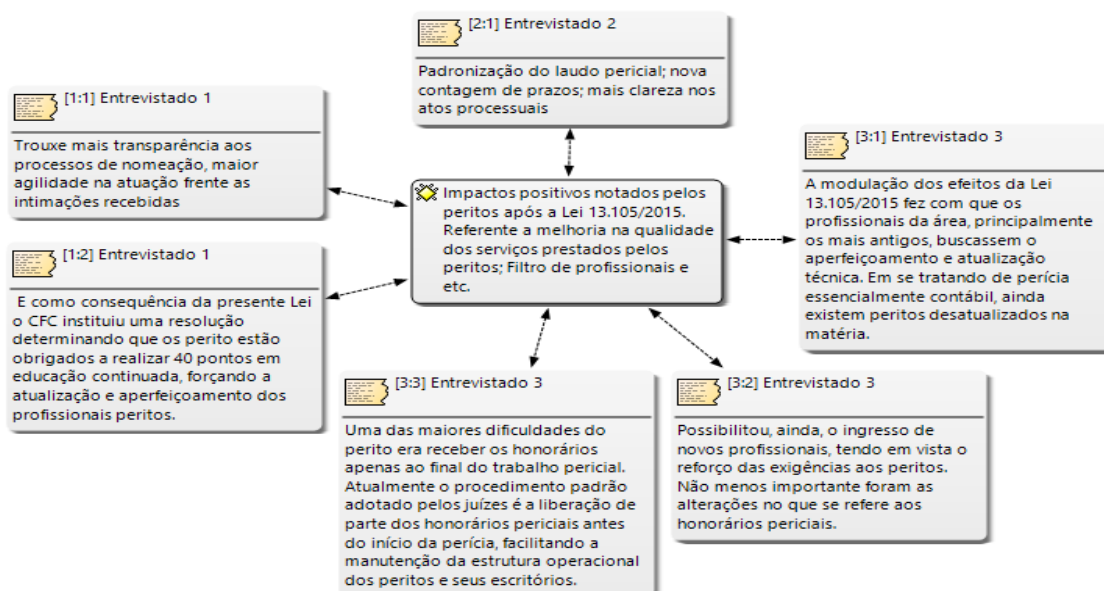 [2:1] Entrevistado 2
Padronização do laudo pericial; nova
contagem de prazos; mais clareza nos
atos processuais
[1:1] Entrevistado 1
Trouxe mais transparência aos
processos de nomeação, maior
agilidade na atuação frente as
intimações recebidas
[3:1] Entrevistado 3
A modulação dos efeitos da Lei
13.105/2015 fez com que os
profissionais da área, principalmente
os mais antigos, buscassem o
aperfeiçoamento e atualização
técnica. Em se tratando de perícia
essencialmente contábil, ainda
existem peritos desatualizados na
matéria.
Impactos positivos notados pelos
peritos após a Lei 13.105/2015.
Referente a melhoria na qualidade
dos serviços prestados pelos
peritos; Filtro de profissionais e
etc.
[1:2] Entrevistado 1
E como consequência da presente Lei
o CFC instituiu uma resolução
determinando que os perito estão
obrigados a realizar 40 pontos em
educação continuada, forçando a
atualização e aperfeiçoamento dos
profissionais peritos.
[3:3] Entrevistado 3
Uma das maiores dificuldades do
perito era receber os honorários
apenas ao final do trabalho pericial.
Atualmente o procedimento padrão
adotado pelos juízes é a liberação de
parte dos honorários periciais antes
do início da perícia, facilitando a
manutenção da estrutura operacional
dos peritos e seus escritórios.
[3:2] Entrevistado 3
Possibilitou, ainda, o ingresso de
novos profissionais, tendo em vista o
reforço das exigências aos peritos.
Não menos importante foram as
alterações no que se refere aos
honorários periciais.